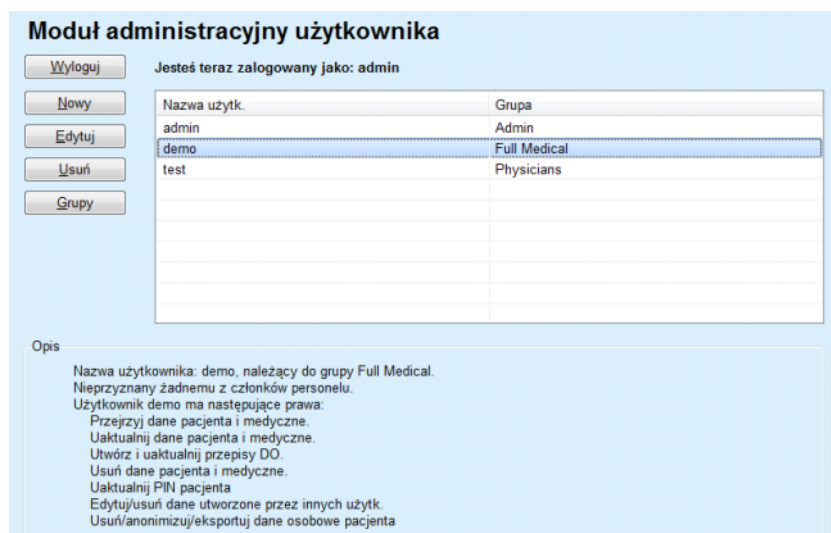 Moduł administracyjny użytkownika
Wyloguj
Jesteś teraz zalogowany jako: admin
Nowy
Edytuj
Usuń
Grupy
Nazwa użytk. Grupa
admin Admin
demo Full Medical
test Physicians
Opis
Nazwa użytkownika: demo, należący do grupy Full Medical.
Nieprzyznany żadnemu z członków personelu.
Użytkownik demo ma następujące prawa:
Przejrzyj dane pacjenta i medyczne.
Uaktualnij dane pacjenta i medyczne.
Utwórz i uaktualnij przepisy DO.
Usuń dane pacjenta i medyczne.
Uaktualnij PIN pacjenta
Edytuj/usuń dane utworzone przez innych użytk.
Usuń/anonimizuj/eksportuj dane osobowe pacjenta